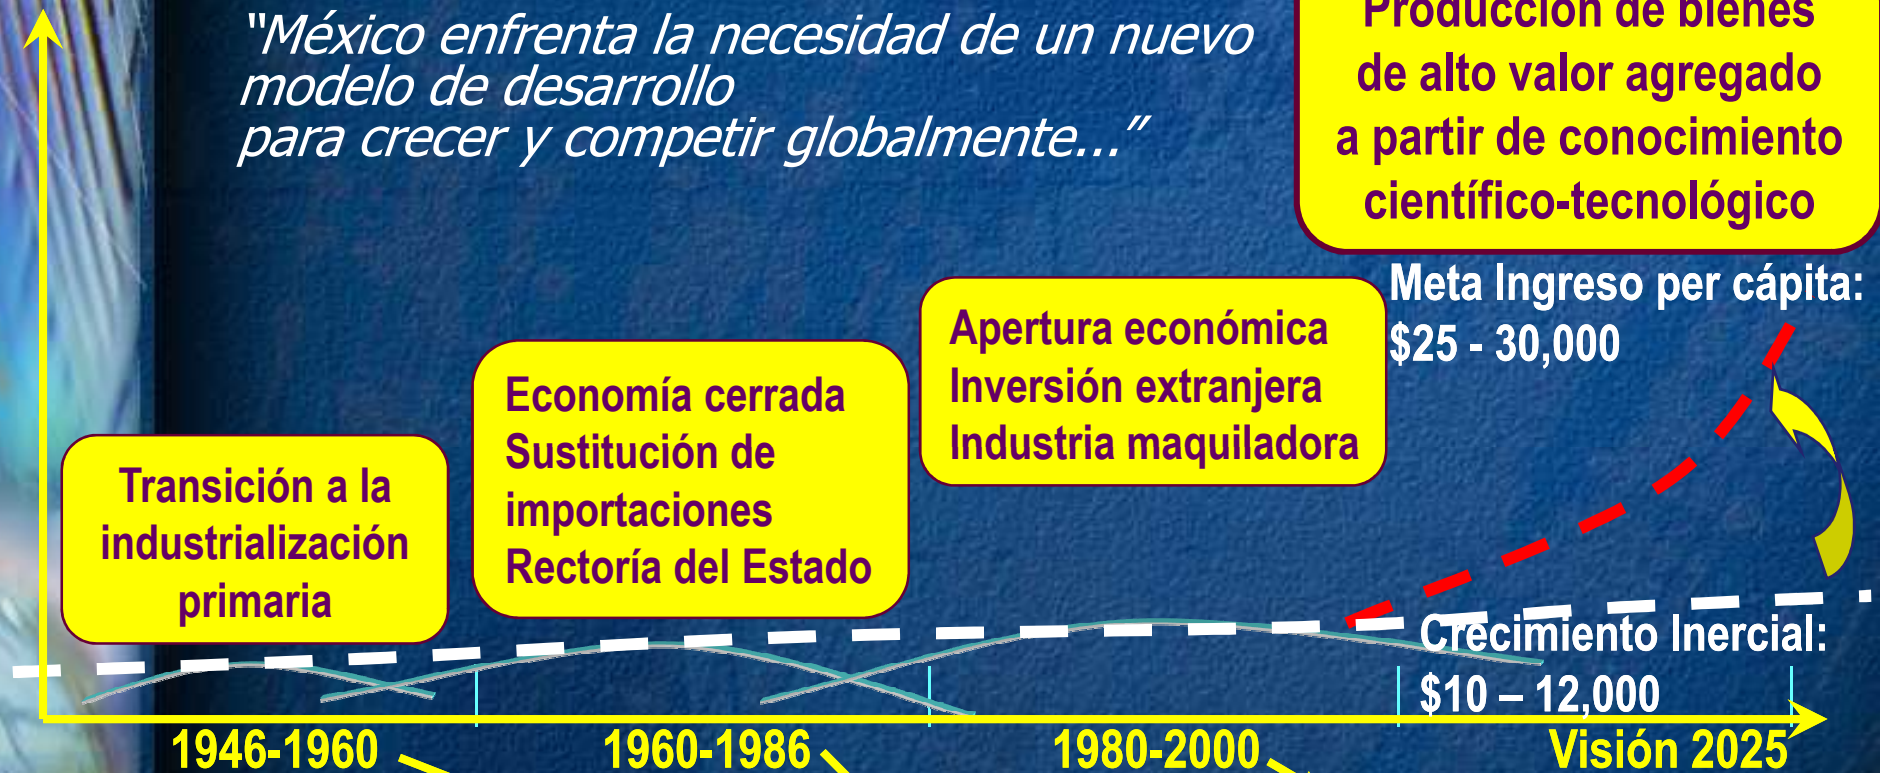 “México enfrenta la necesidad de un nuevo
modelo de desarrollo
para crecer y competir globalmente...”
Producción de bienes
de alto valor agregado
a partir de conocimiento
científico-tecnológico
Meta Ingreso per cápita:
$25 - 30,000
Apertura económica
Inversión extranjera
Industria maquiladora
Economía cerrada
Sustitución de
importaciones
Rectoría del Estado
Transición a la
industrialización
primaria
Crecimiento Inercial:
$10 – 12,000
1946-1960
1960-1986
1980-2000
Visión 2025